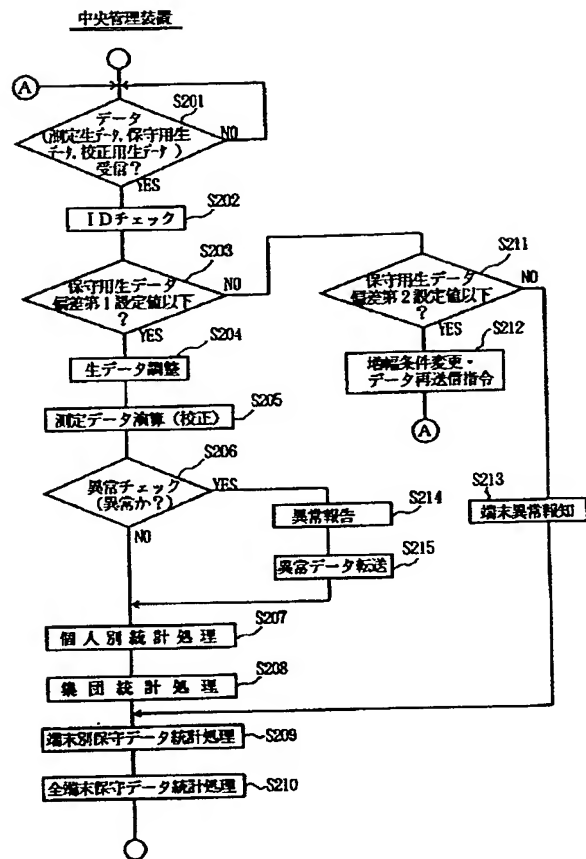 中央管理装置
A
S201
データ
(測定生データ、保守用生
データ、校正用生データ)
受信?
NO
YES
S202
IDチェック
S203
保守用生データ
偏差第1設定値以下
?
NO
YES
S211
保守用生データ
偏差第2設定値以下
?
NO
YES
S204
生データ調整
S212
増幅条件変更・
データ再送信指令
A
S205
測定データ演算(校正)
S206
異常チェック
(異常か?)
YES
NO
S213
端末異常報知
S214
異常報告
S215
異常データ転送
S207
個人別統計処理
S208
集団統計処理
端末別保守データ統計処理
S209
全端末保守データ統計処理
S210